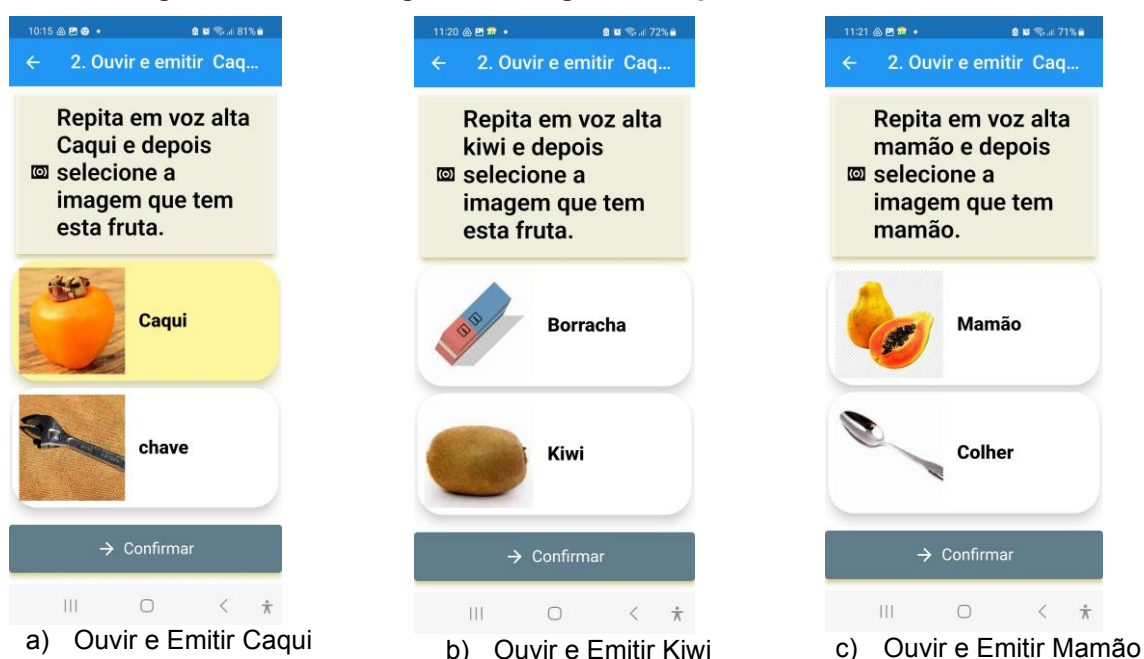 10:15 81%
2. Ouvir e emitir Caq...
Repita em voz alta
Caqui e depois
selecione a
imagem que tem
esta fruta.
Caqui
chave
Confirmar
a) Ouvir e Emitir Caqui
11:20 72%
2. Ouvir e emitir Caq...
Repita em voz alta
kiwi e depois
selecione a
imagem que tem
esta fruta.
Borracha
Kiwi
Confirmar
b) Ouvir e Emitir Kiwi
11:21 71%
2. Ouvir e emitir Caq...
Repita em voz alta
mamão e depois
selecione a
imagem que tem
mamão.
Mamão
Colher
Confirmar
c) Ouvir e Emitir Mamão